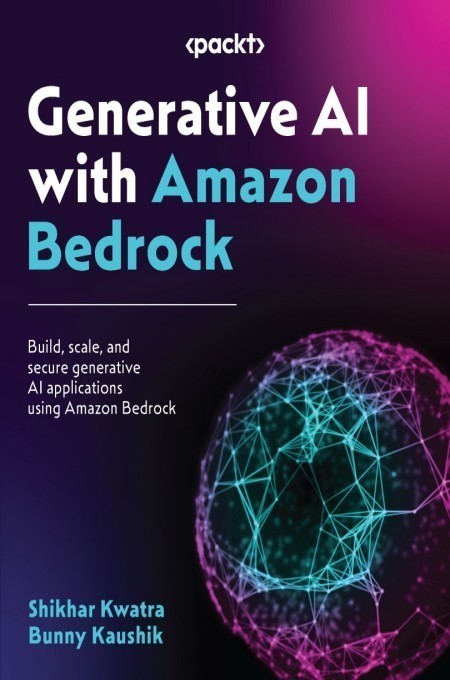 <packt>
Generative AI
with Amazon
Bedrock
Build, scale, and
secure generative
AI applications
using Amazon Bedrock
Shikhar Kwatra
Bunny Kaushik